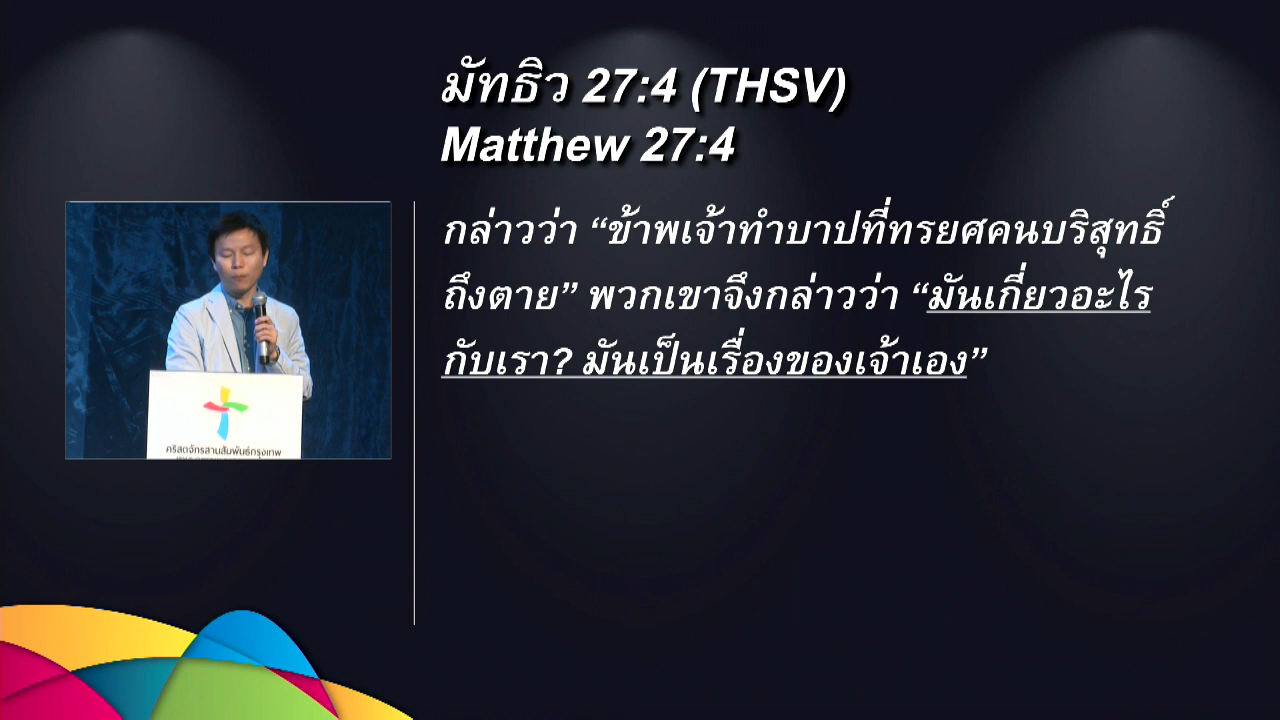 มัทธิว 27:4 (THSV)
Matthew 27:4
กล่าวว่า “ข้าพเจ้าทำบาปที่ทรยศคนบริสุทธิ์
ถึงตาย” พวกเขาจึงกล่าวว่า “มันเกี่ยวอะไร
กับเรา? มันเป็นเรื่องของเจ้าเอง”
คริสตจักรสานสัมพันธ์กรุงเทพ